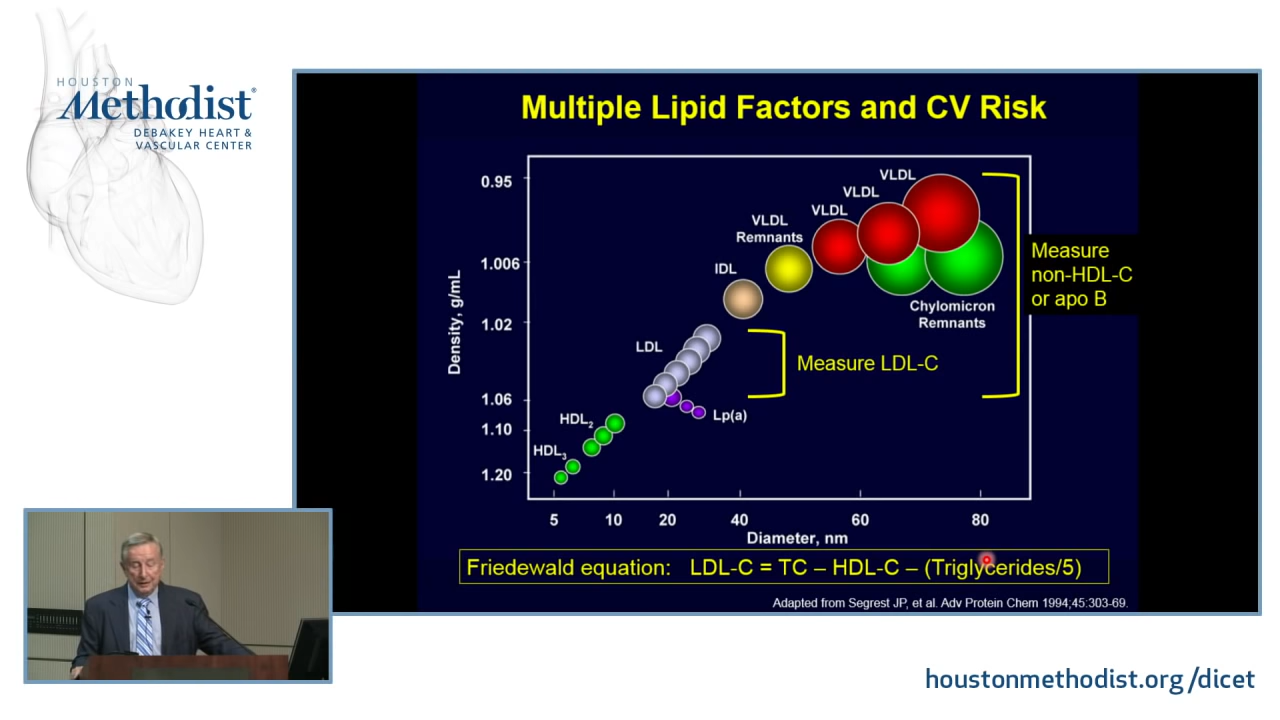 HOUSTON
Methodist®
DEBAKEY HEART &
VASCULAR CENTER
Multiple Lipid Factors and CV Risk
Density, g/mL
0.95
1.006
1.02
1.06
1.10
1.20
VLDL
VLDL
VLDL
VLDL
Remnants
IDL
LDL
Lp(a)
HDL2
HDL3
Chylomicron
Remnants
Measure
non-HDL-C
or apo B
Measure LDL-C
5 10 20 40 60 80
Diameter, nm
Friedewald equation: LDL-C = TC – HDL-C – (Triglycerides/5)
Adapted from Segrest JP, et al. Adv Protein Chem 1994;45:303-69.
houstonmethodist.org/dicet